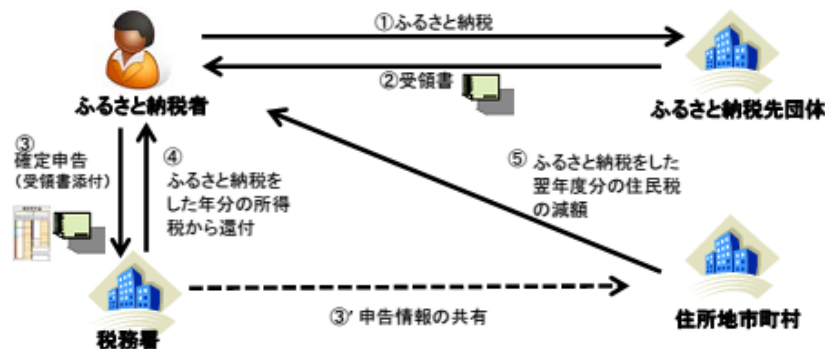 ①ふるさと納税
②受領書
ふるさと納税者
ふるさと納税先団体
③
確定申告
（受領書添付）
④
ふるさと納税を
した年分の所得
税から還付
⑤ ふるさと納税をした
翌年度分の住民税
の減額
③’ 申告情報の共有
税務署
住所地市町村